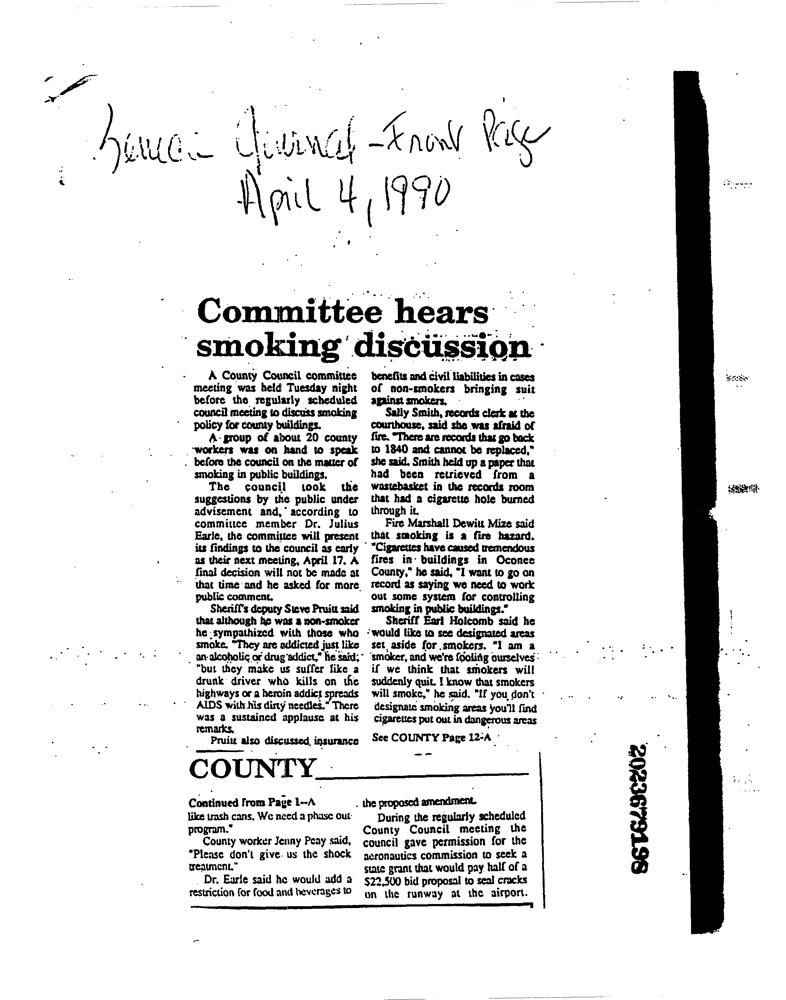 Journal - Front Page
April 4, 1990
Committee hears
smoking discussion
A County Council committee
meeting was held Tuesday night
before the regularly scheduled
council meeting to discuss smoking
policy for county buildings.
A group of about 20 county
workers was on hand to speak
before the council on the matter of
smoking in public buildings.
The council took the
suggestions by the public under
advisement and, according to
committee member Dr. Julius
Earle, the committee will present
its findings to the council as early
as their next meeting, April 17. A
final decision will not be made at
that time and he asked for more
public comment.
Sheriff's deputy Steve Pruitt said
that although he was a non-smoker
he sympathized with those who
smoke. "They are addicted just like
an alcoholic or drug addict," he said;
"but they make us suffer like a
drunk driver who kills on the
highways or a heroin addict spreads
AIDS with his dirty needles." There
was a sustained applause at his
remarks.
Pruitt also discussed insurance
benefits and civil liabilities in cases
of non-smokers bringing suit
against smokers.
Sally Smith, records clerk at the
courthouse, said she was afraid of
fire. "There are records that go back
to 1840 and cannot be replaced,"
she said. Smith held up a paper that
had been retrieved from a
wastebasket in the records room
that had a cigarette hole burned
through it.
Fire Marshall Dewitt Mize said
that smoking is a fire hazard.
"Cigarettes have caused tremendous
fires in buildings in Oconee
County," he said, "I want to go on
record as saying we need to work
out some system for controlling
smoking in public buildings."
Sheriff Earl Holcomb said he
would like to see designated areas
set aside for smokers. "I am a
smoker, and we're fooling ourselves
if we think that smokers will
suddenly quit. I know that smokers
will smoke," he said. "If you don't
designate smoking areas you'll find
cigarettes put out in dangerous areas
See COUNTY Page 12-A
COUNTY
Continued from Page 1--A
like trash cans. We need a phase out
program."
County worker Jenny Peay said,
"Please don't give us the shock
treatment."
Dr. Earle said he would add a
restriction for food and beverages to
the proposed amendment.
During the regularly scheduled
County Council meeting the
council gave permission for the
aeronautics commission to seek a
state grant that would pay half of a
$22,500 bid proposal to seal cracks
on the runway at the airport.
2023679198